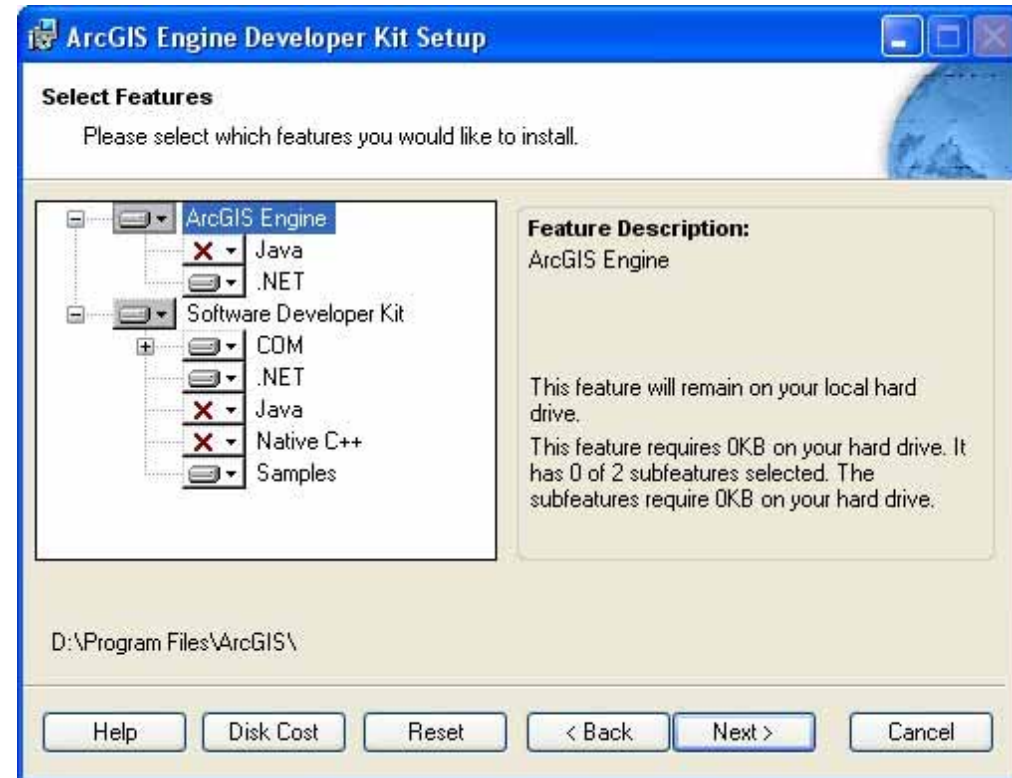 ArcGIS Engine Developer Kit Setup
Select Features
Please select which features you would like to install.
ArcGIS Engine
Java
.NET
Software Developer Kit
COM
.NET
Java
Native C++
Samples
Feature Description:
ArcGIS Engine
This feature will remain on your local hard
drive.
This feature requires 0KB on your hard drive. It
has 0 of 2 subfeatures selected. The
subfeatures require 0KB on your hard drive.
D:\Program Files\ArcGIS\
Help
Disk Cost
Reset
< Back
Next >
Cancel